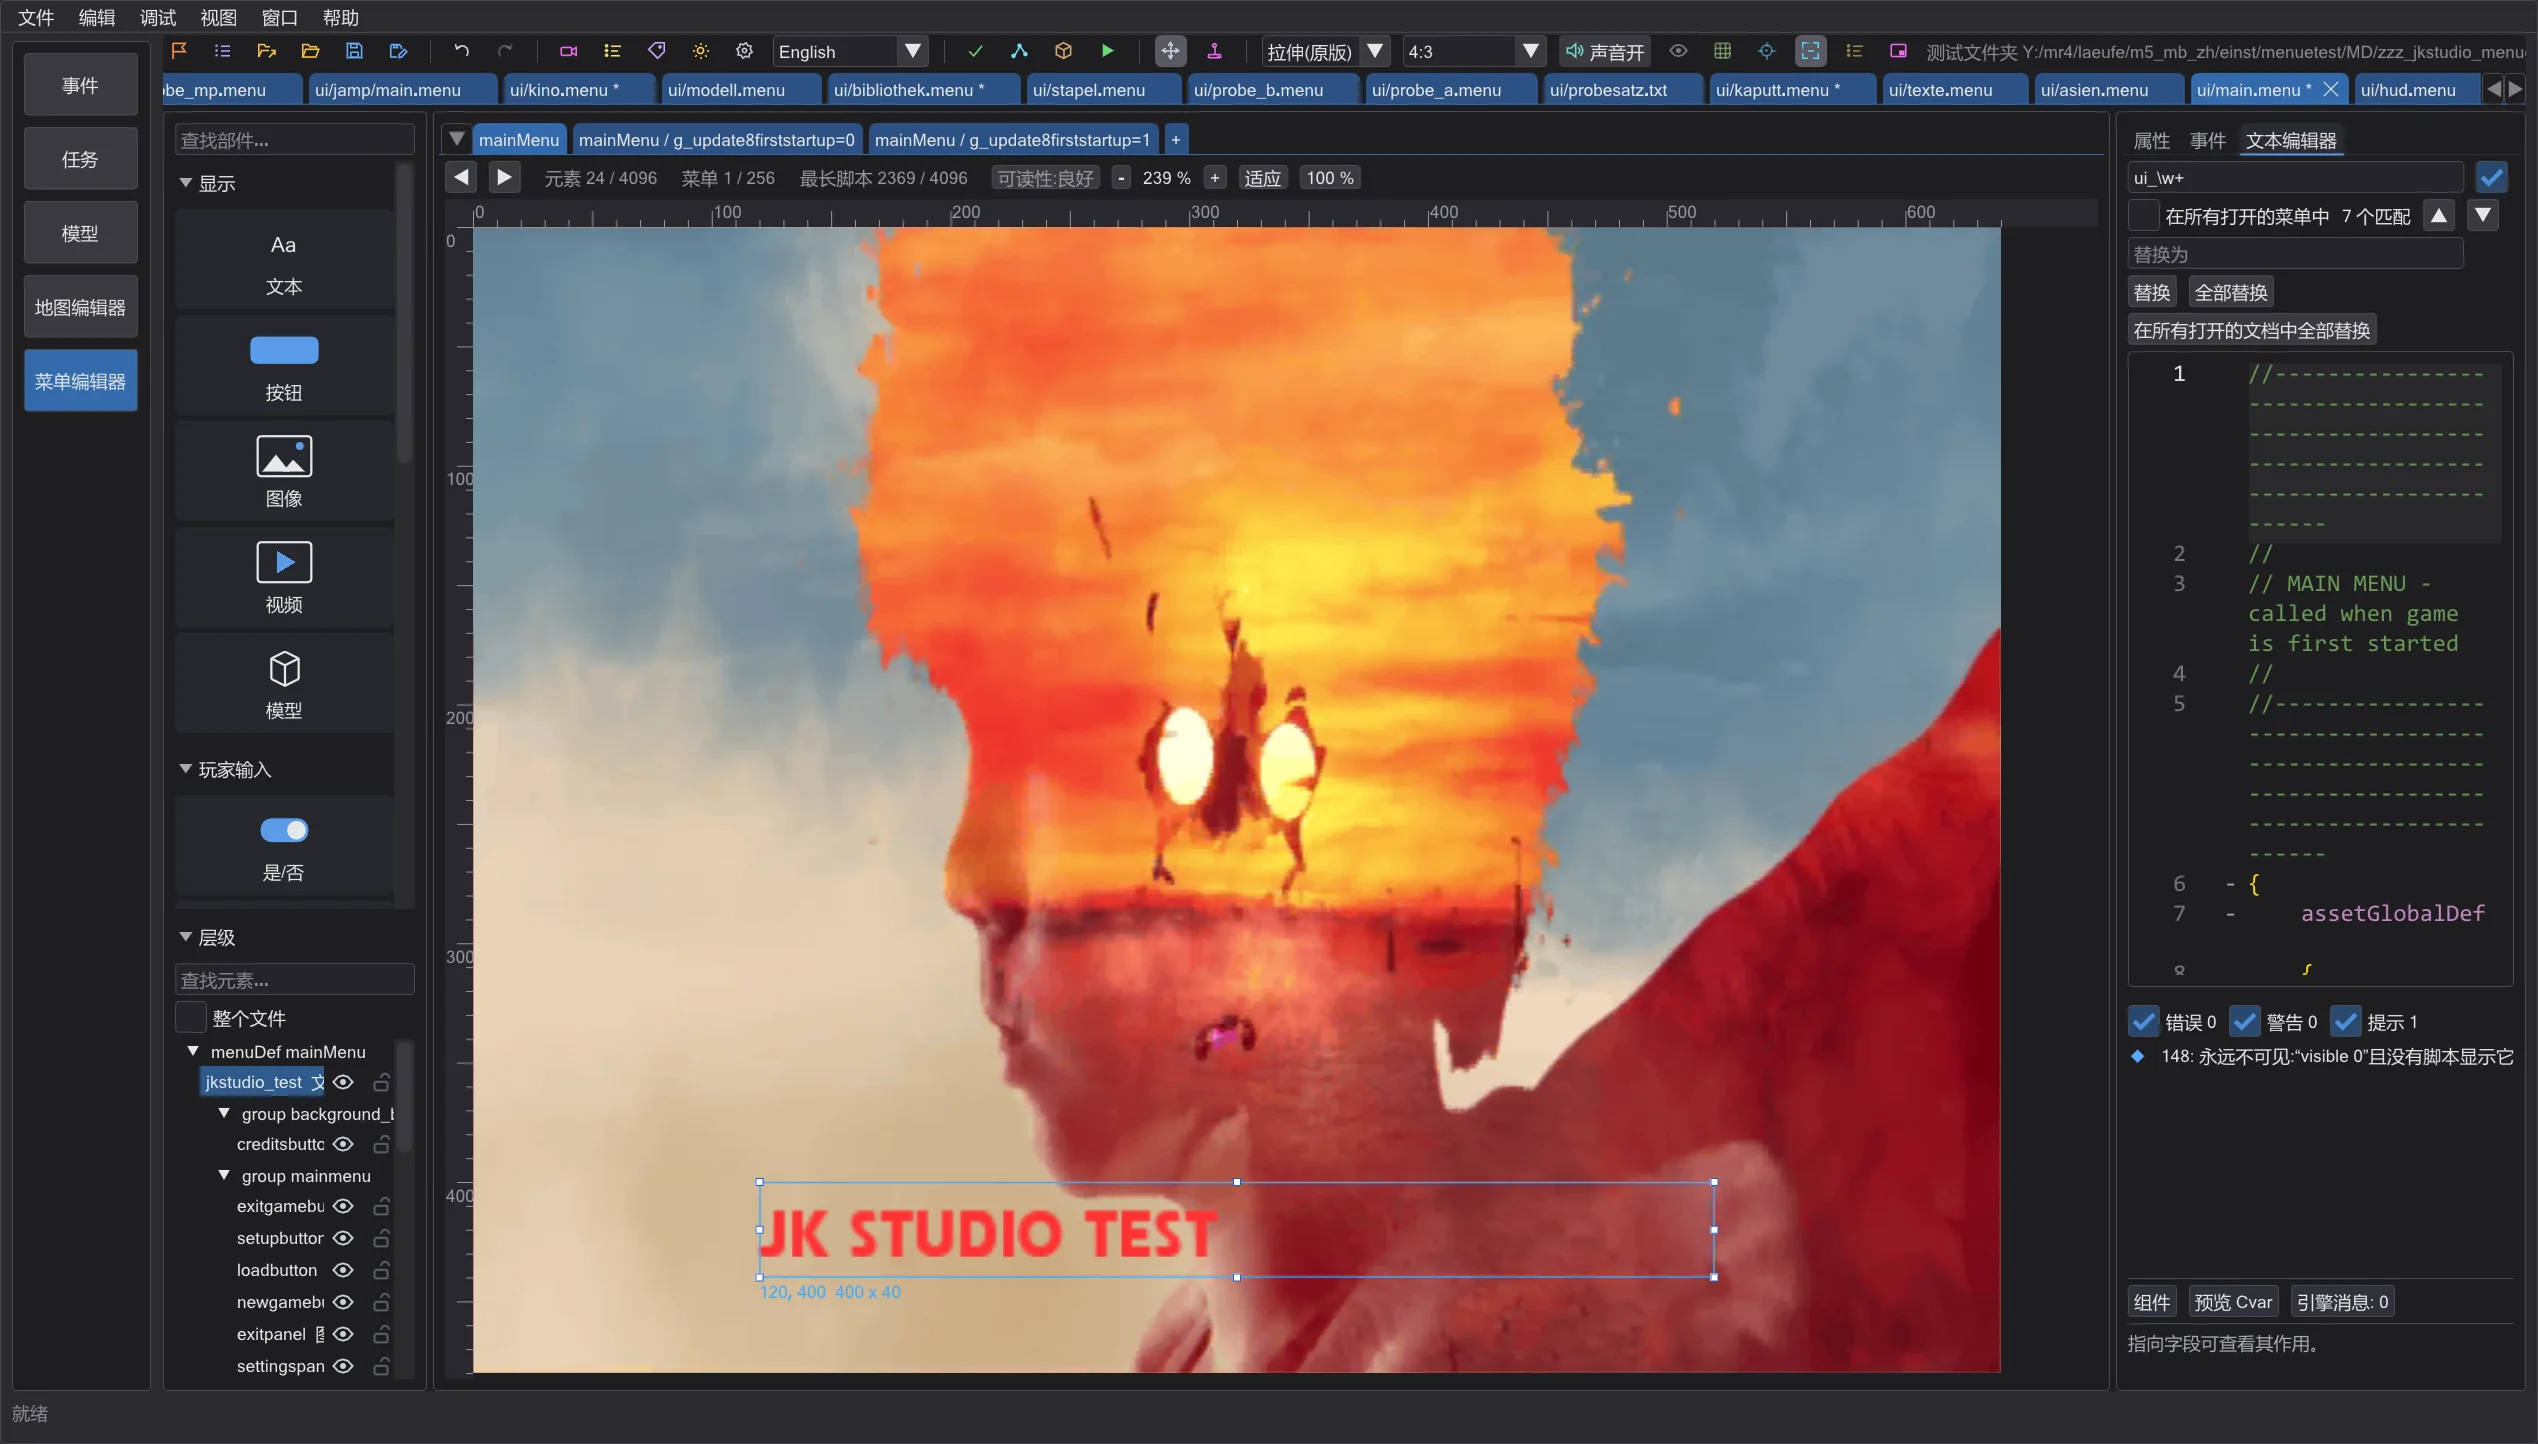 文件 编辑 调试 视图 窗口 帮助
English 拉伸(原版) 4:3 声音开 测试文件夹 Y:/mr4/laeufe/m5_mb_zh/einst/menuetest/MD/zzz_jkstudio_menu
be_mp.menu ui/jamp/main.menu ui/kino.menu * ui/modell.menu ui/bibliothek.menu * ui/stapel.menu ui/probe_b.menu ui/probe_a.menu ui/probesatz.txt ui/kaputt.menu * ui/texte.menu ui/asien.menu ui/main.menu * ui/hud.menu
事件
任务
模型
地图编辑器
菜单编辑器
查找部件...
显示
Aa
文本
按钮
图像
视频
模型
玩家输入
是/否
层级
查找元素...
整个文件
menuDef mainMenu
jkstudio_test 文
group background_b
creditsbutto
group mainmenu
exitgamebu
setupbutton
loadbutton
newgamebu
exitpanel
settingspan
mainMenu mainMenu / g_update8firststartup=0 mainMenu / g_update8firststartup=1 +
元素 24 / 4096 菜单 1 / 256 最长脚本 2369 / 4096 可读性:良好 - 239 % + 适应 100 %
0 100 200 300 400 500 600
0
100
200
300
400
JK STUDIO TEST
120, 400 400 x 40
属性 事件 文本编辑器
ui_\w+
在所有打开的菜单中 7 个匹配
替换为
替换 全部替换
在所有打开的文档中全部替换
1 //----------------
------------------
------------------
------------------
------------------
------
2 //
3 // MAIN MENU -
called when game
is first started
4 //
5 //----------------
------------------
------------------
------------------
------------------
------
6 - {
7 - assetGlobalDef
8 {
错误 0 警告 0 提示 1
148: 永远不可见:“visible 0”且没有脚本显示它
组件 预览 Cvar 引擎消息: 0
指向字段可查看其作用。
就绪